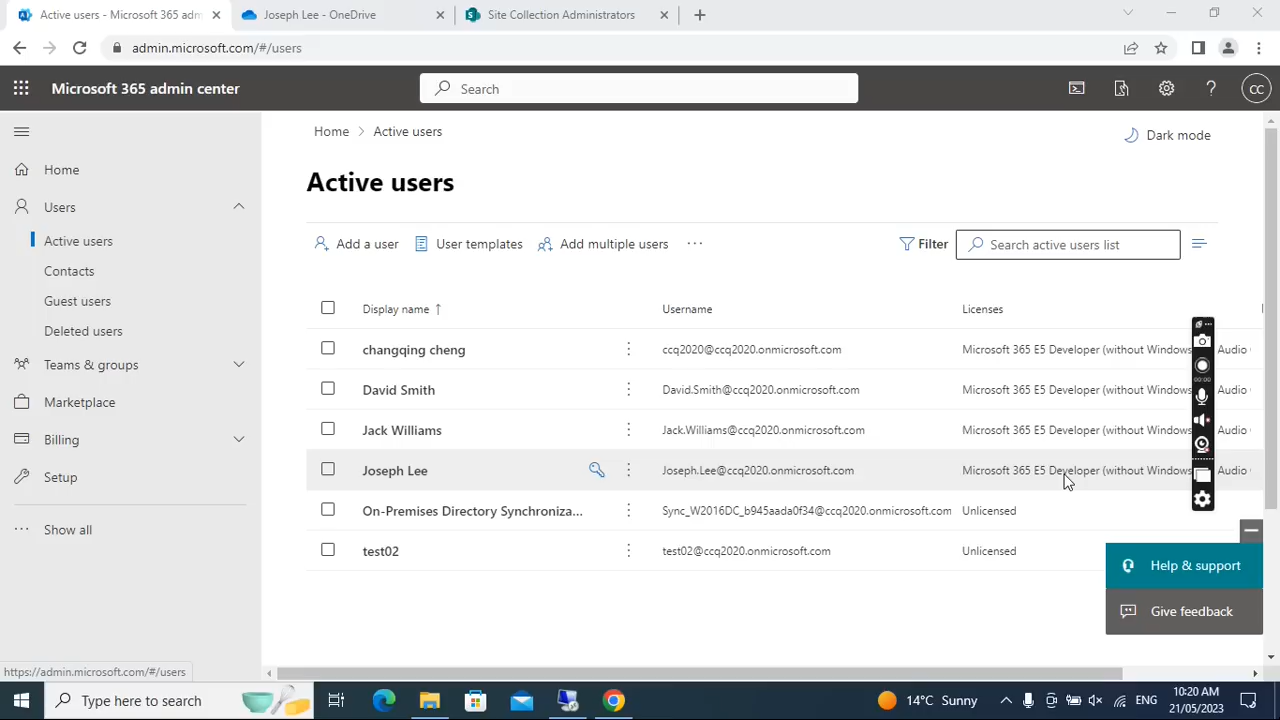 Active users - Microsoft 365 adm
Joseph Lee - OneDrive
Site Collection Administrators
admin.microsoft.com/#/users
Microsoft 365 admin center
Search
CC
Home > Active users
Dark mode
Home
Users
Active users
Contacts
Guest users
Deleted users
Teams & groups
Marketplace
Billing
Setup
Show all
Active users
Add a user
User templates
Add multiple users
Filter
Search active users list
Display name ↑
Username
Licenses
changqing cheng
ccq2020@ccq2020.onmicrosoft.com
Microsoft 365 E5 Developer (without Windows Audio
David Smith
David.Smith@ccq2020.onmicrosoft.com
Microsoft 365 E5 Developer (without Windows Audio
Jack Williams
Jack.Williams@ccq2020.onmicrosoft.com
Microsoft 365 E5 Developer (without Windows Audio
Joseph Lee
Joseph.Lee@ccq2020.onmicrosoft.com
Microsoft 365 E5 Developer (without Windows Audio
On-Premises Directory Synchroniza...
Sync_W2016DC_b945aada0f34@ccq2020.onmicrosoft.com
Unlicensed
test02
test02@ccq2020.onmicrosoft.com
Unlicensed
00:00
Help & support
Give feedback
https://admin.microsoft.com/#/users
Type here to search
14°C Sunny
ENG
10:20 AM
21/05/2023